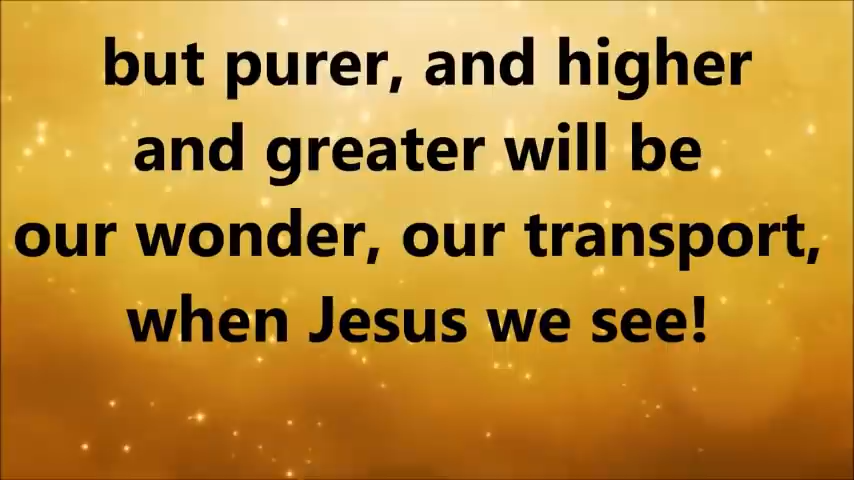 but purer, and higher
and greater will be
our wonder, our transport,
when Jesus we see!